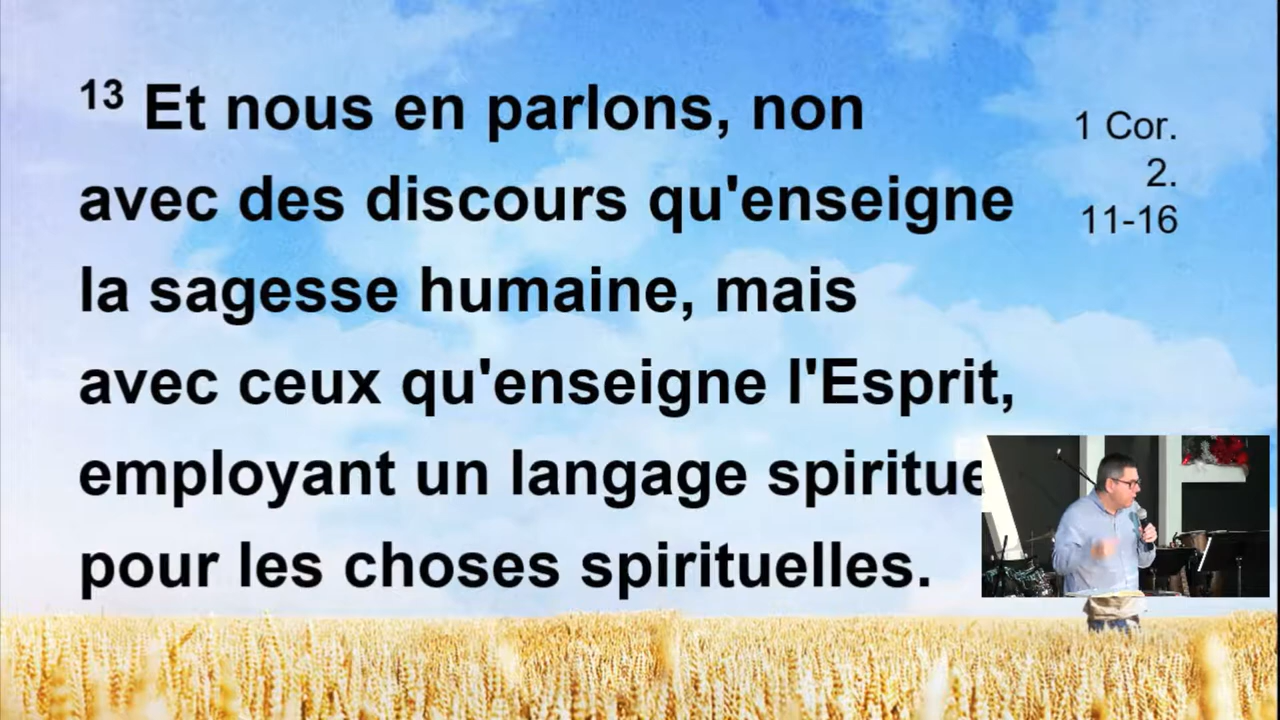 13 Et nous en parlons, non
avec des discours qu'enseigne
la sagesse humaine, mais
avec ceux qu'enseigne l'Esprit,
employant un langage spiritue
pour les choses spirituelles.
1 Cor.
2.
11-16